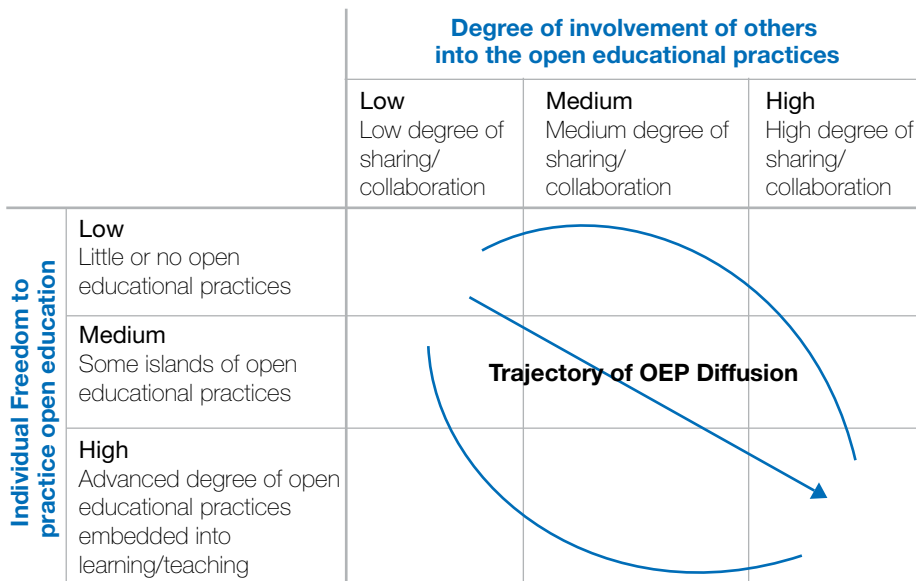 Degree of involvement of others
into the open educational practices
Low
Low degree of
sharing/
collaboration
Medium
Medium degree of
sharing/
collaboration
High
High degree of
sharing/
collaboration
Individual Freedom to
practice open education
Low
Little or no open
educational practices
Medium
Some islands of open
educational practices
High
Advanced degree of open
educational practices
embedded into
learning/teaching
Trajectory of OEP Diffusion